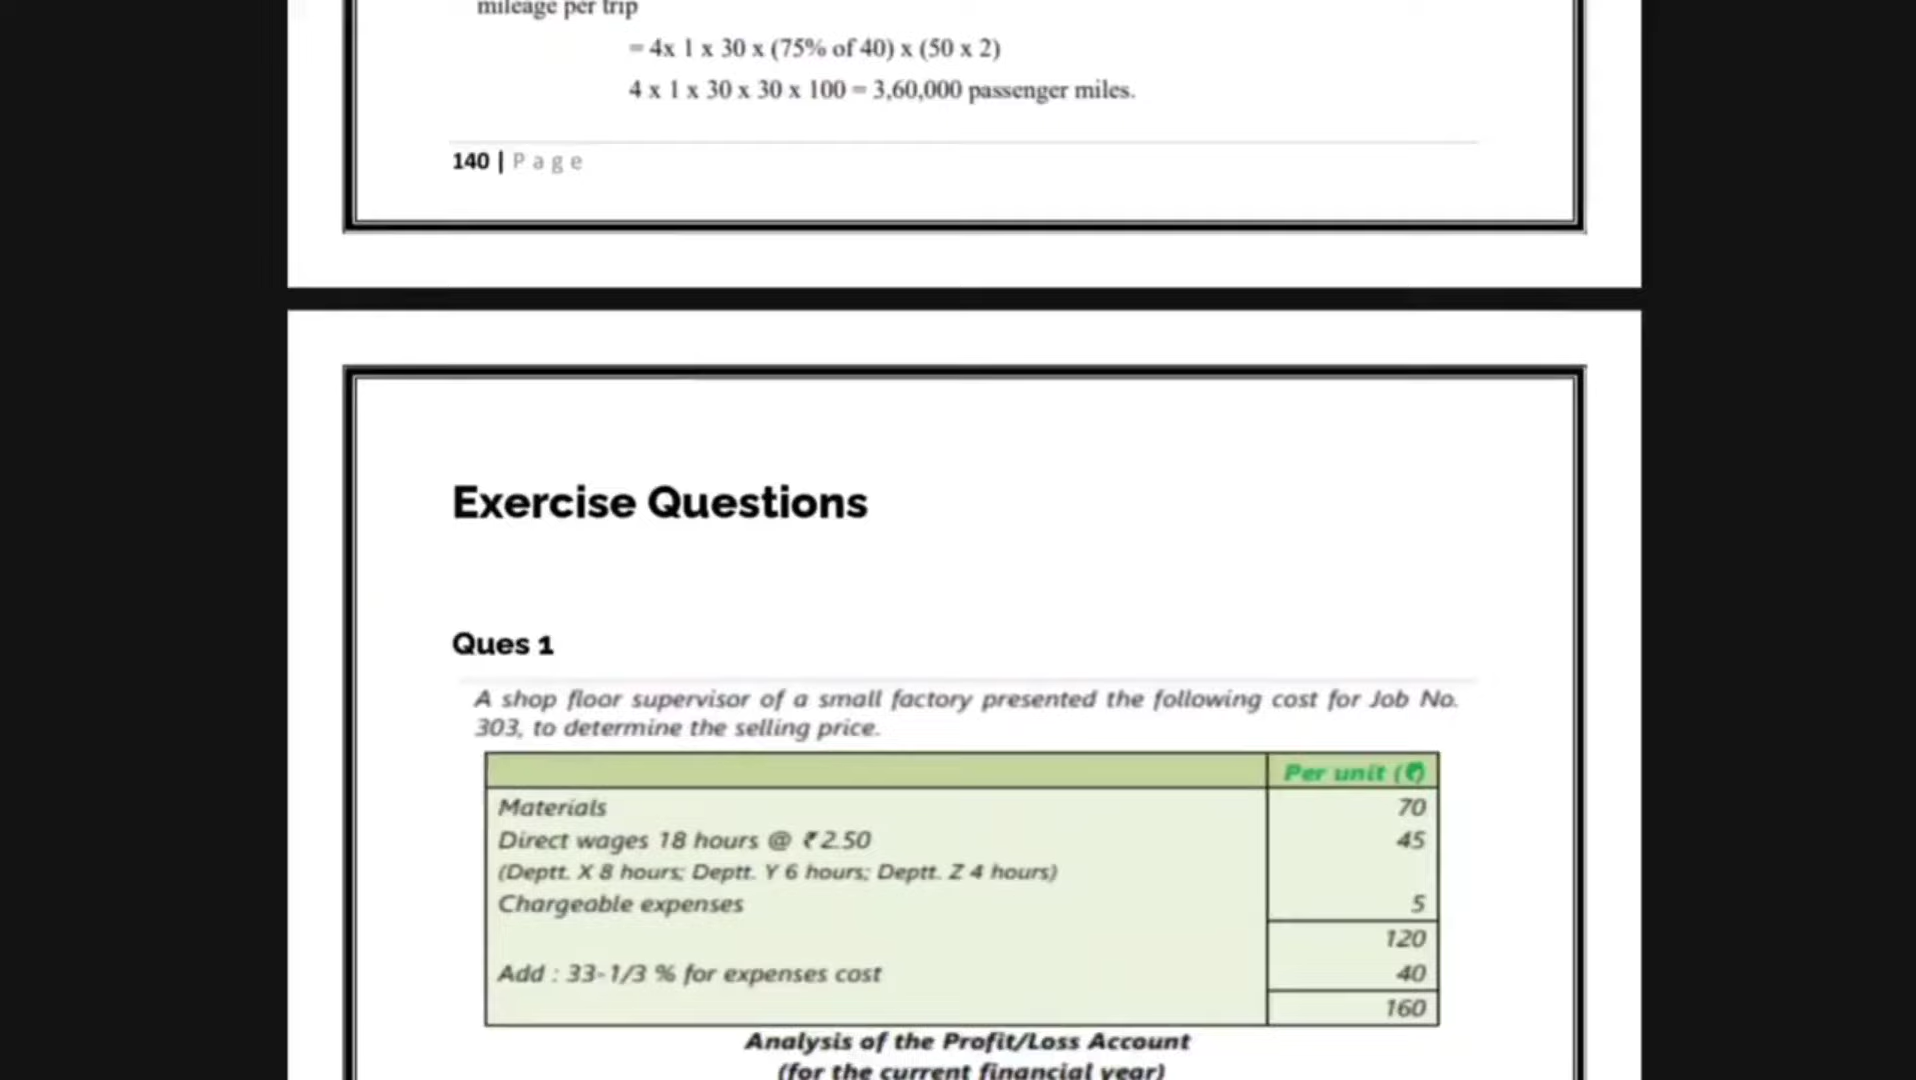 mileage per trip
= 4x 1 x 30 x (75% of 40) x (50 x 2)
4 x 1 x 30 x 30 x 100 = 3,60,000 passenger miles.
140 | Page
Exercise Questions
Ques 1
A shop floor supervisor of a small factory presented the following cost for Job No.
303, to determine the selling price.
Per unit (₹)
Materials 70
Direct wages 18 hours @ ₹2.50 45
(Deptt. X 8 hours; Deptt. Y 6 hours; Deptt. Z 4 hours)
Chargeable expenses 5
120
Add : 33-1/3 % for expenses cost 40
160
Analysis of the Profit/Loss Account
(for the current financial year)